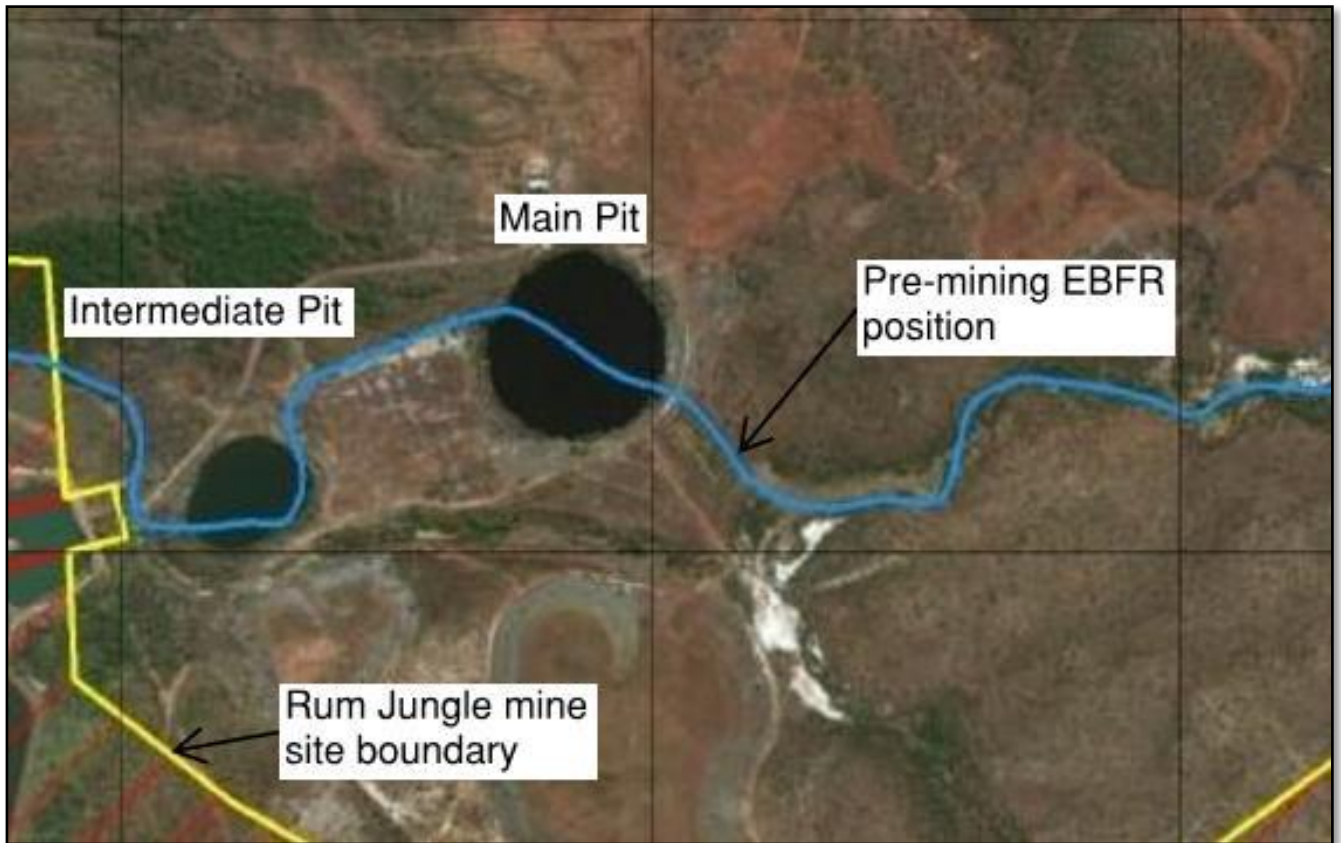 Main Pit
Intermediate Pit
Pre-mining EBFR
position
Rum Jungle mine
site boundary